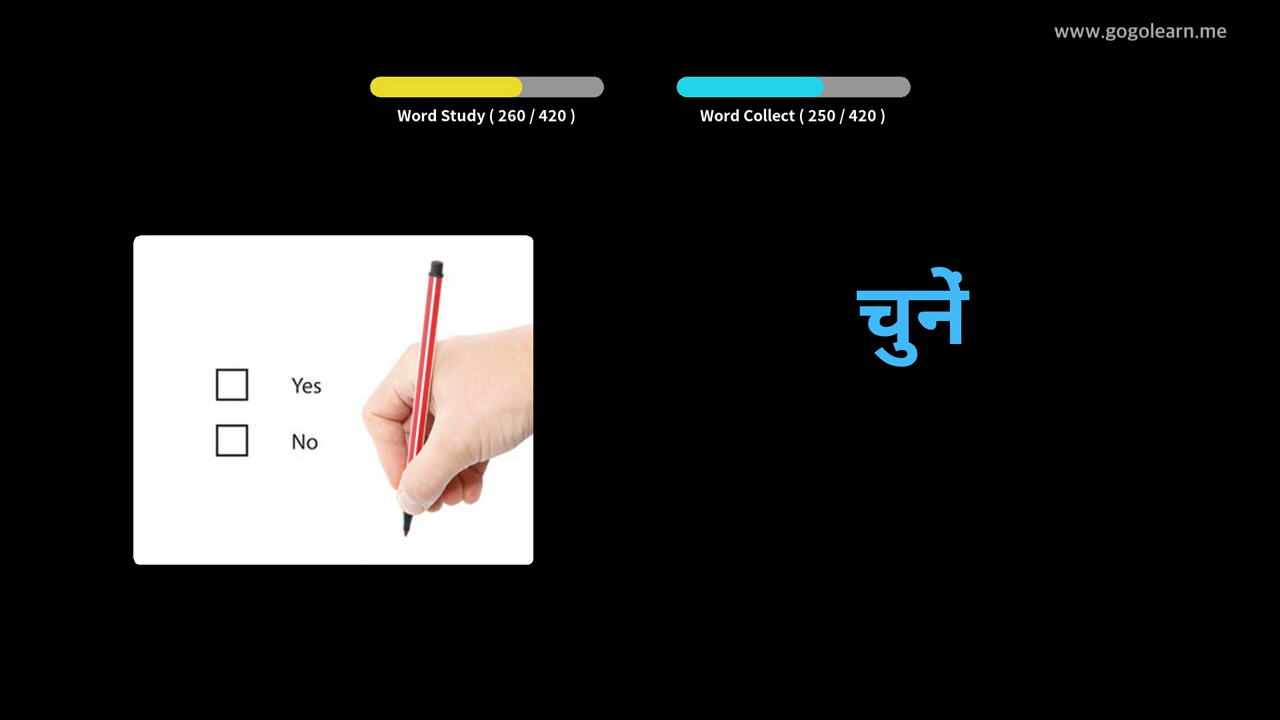 www.gogolearn.me
Word Study ( 260 / 420 )
Word Collect ( 250 / 420 )
चुनें
Yes
No